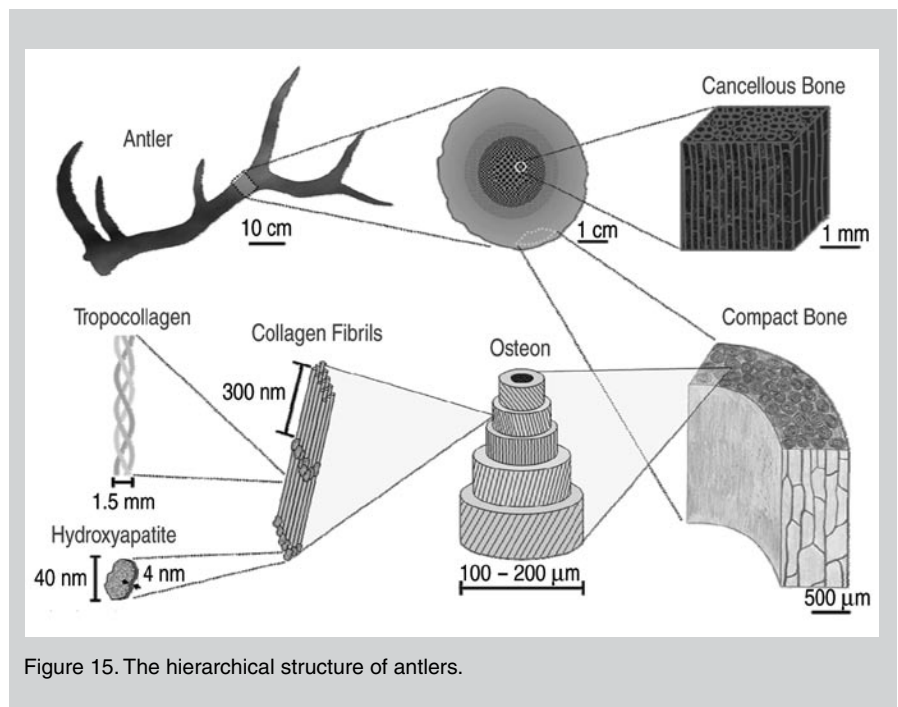 Antler
10 cm
1 cm
Cancellous Bone
1 mm
Tropocollagen
1.5 mm
Hydroxyapatite
40 nm
4 nm
Collagen Fibrils
300 nm
Osteon
100 – 200 μm
Compact Bone
500 μm
Figure 15. The hierarchical structure of antlers.